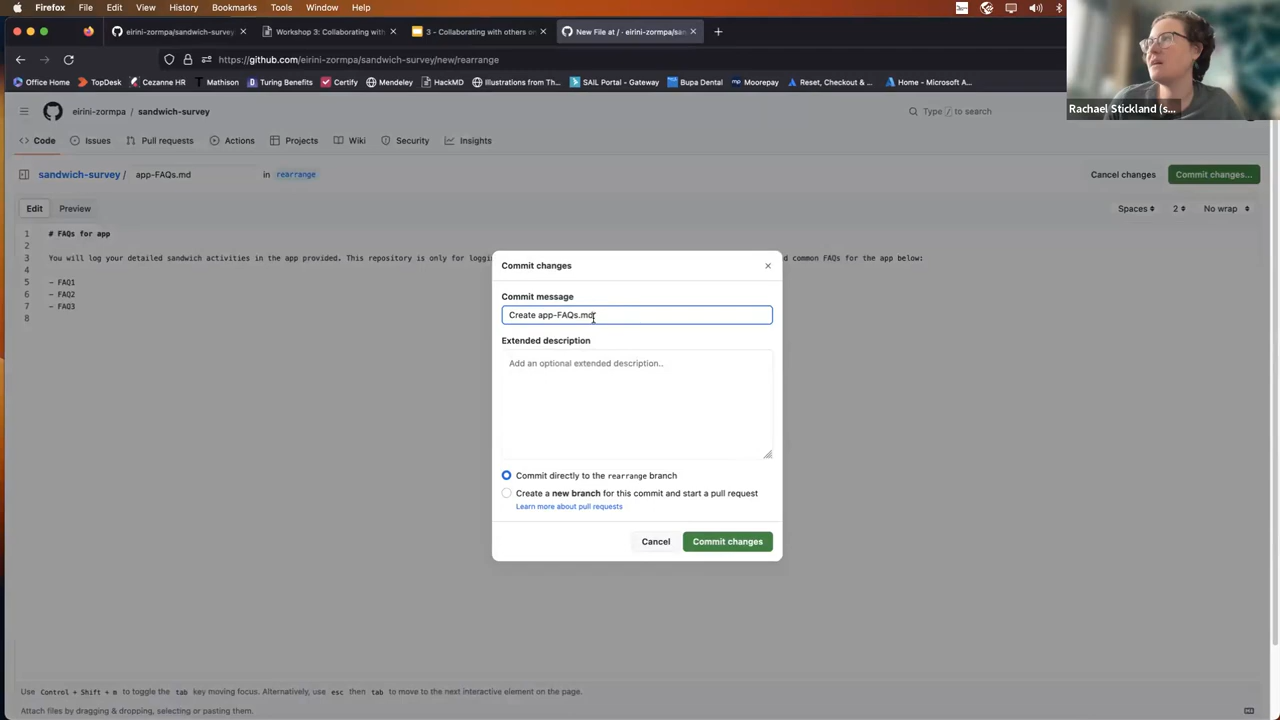 Firefox File Edit View History Bookmarks Tools Window Help
eirini-zormpa/sandwich-survey: Workshop 3: Collaborating with 3 - Collaborating with others on New File at / · eirini-zormpa/san
https://github.com/eirini-zormpa/sandwich-survey/new/rearrange
Office Home TopDesk Cezanne HR Mathison Turing Certify Mendeley HackMD Illustrations from Th... SAIL Portal - Gateway Bupa Dental Moorepay Reset, Checkout & ... Home - Microsoft A...
Rachael Stickland (s...
eirini-zormpa / sandwich-survey
Type / to search
Code Issues Pull requests Actions Projects Wiki Security Insights
sandwich-survey / app-FAQs.md in rearrange
Cancel changes Commit changes...
Edit Preview
Spaces 2 No wrap
1 # FAQs for app
2
3 You will log your detailed sandwich activities in the app provided. This repository is only for loggi d common FAQs for the app below:
4
5 - FAQ1
6 - FAQ2
7 - FAQ3
8
Commit changes
Commit message
Create app-FAQs.md
Extended description
Add an optional extended description..
Commit directly to the rearrange branch
Create a new branch for this commit and start a pull request
Learn more about pull requests
Cancel Commit changes
Use Control + Shift + m to toggle the tab key moving focus. Alternatively, use esc then tab to move to the next interactive element on the page.
Attach files by dragging & dropping, selecting or pasting them.